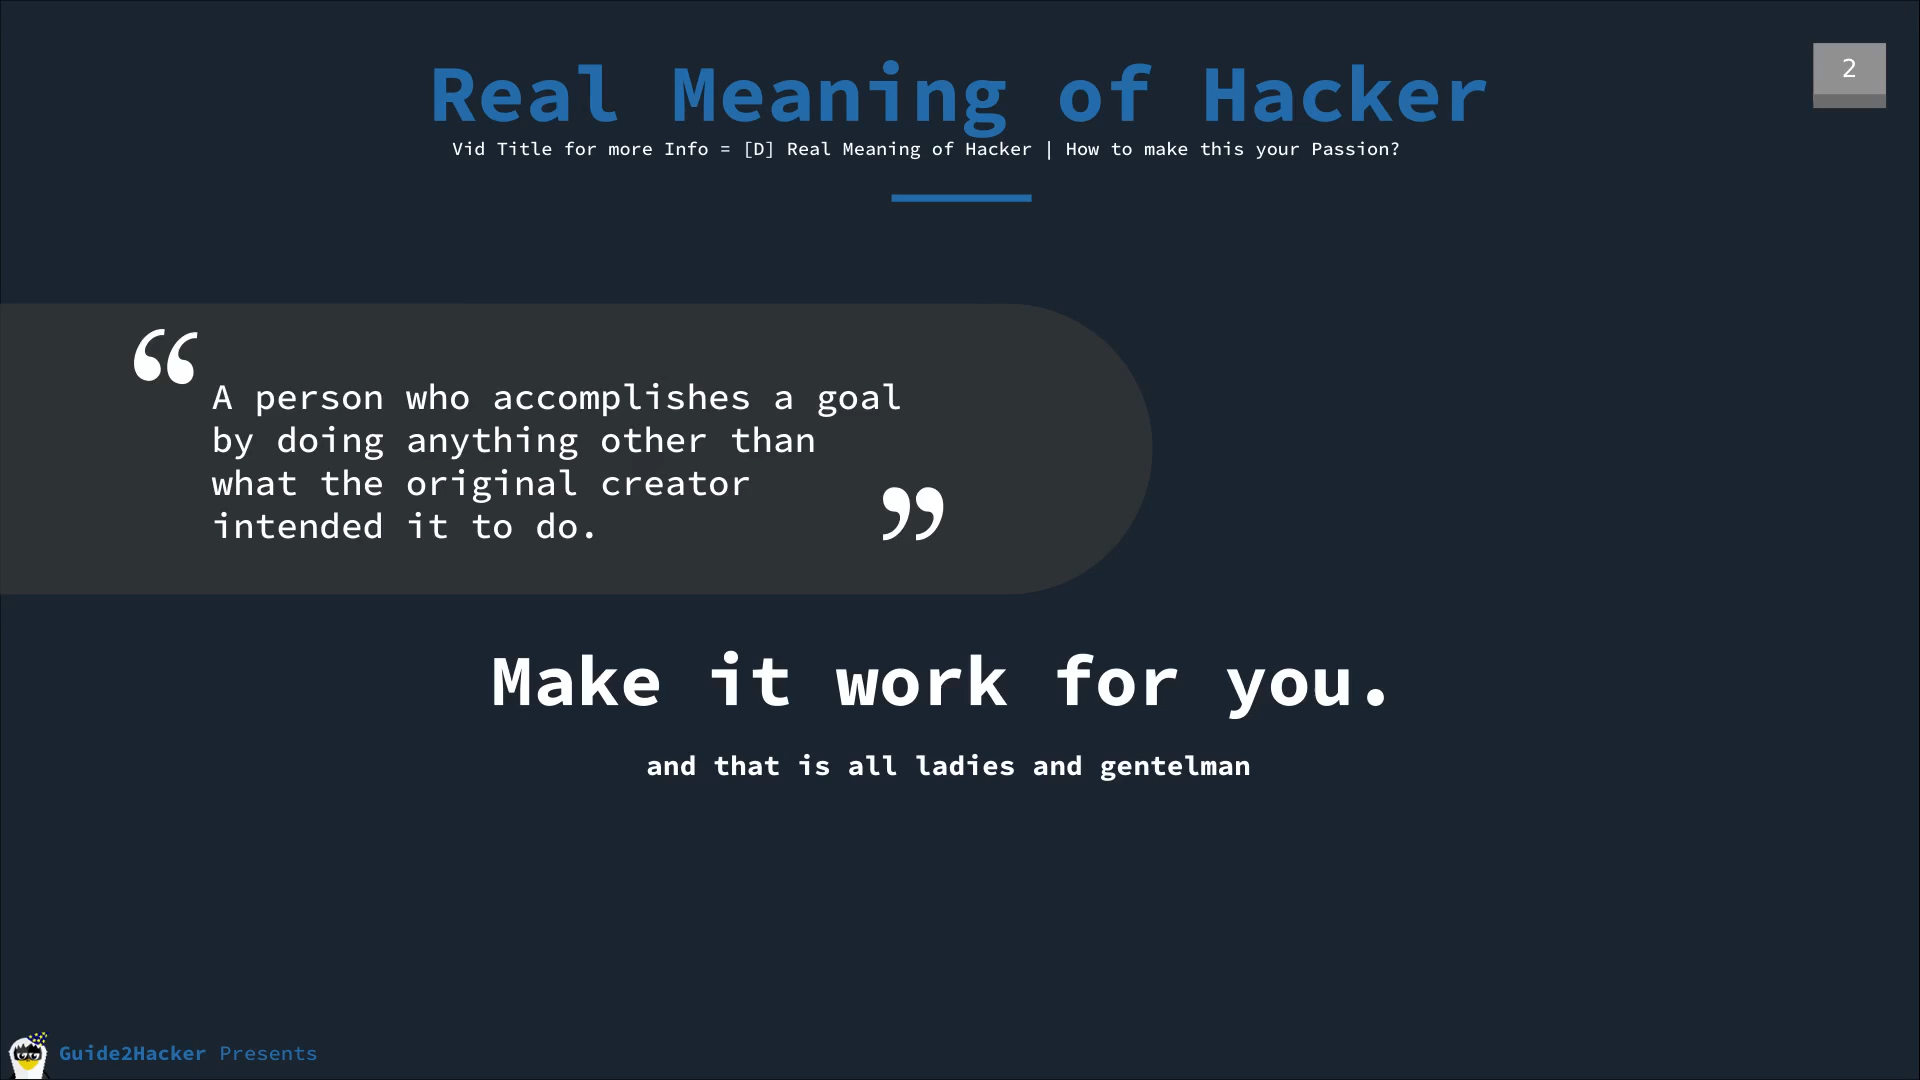 Real Meaning of Hacker
2
Vid Title for more Info = [D] Real Meaning of Hacker | How to make this your Passion?
“
A person who accomplishes a goal
by doing anything other than
what the original creator
intended it to do.
”
Make it work for you.
and that is all ladies and gentelman
Guide2Hacker Presents